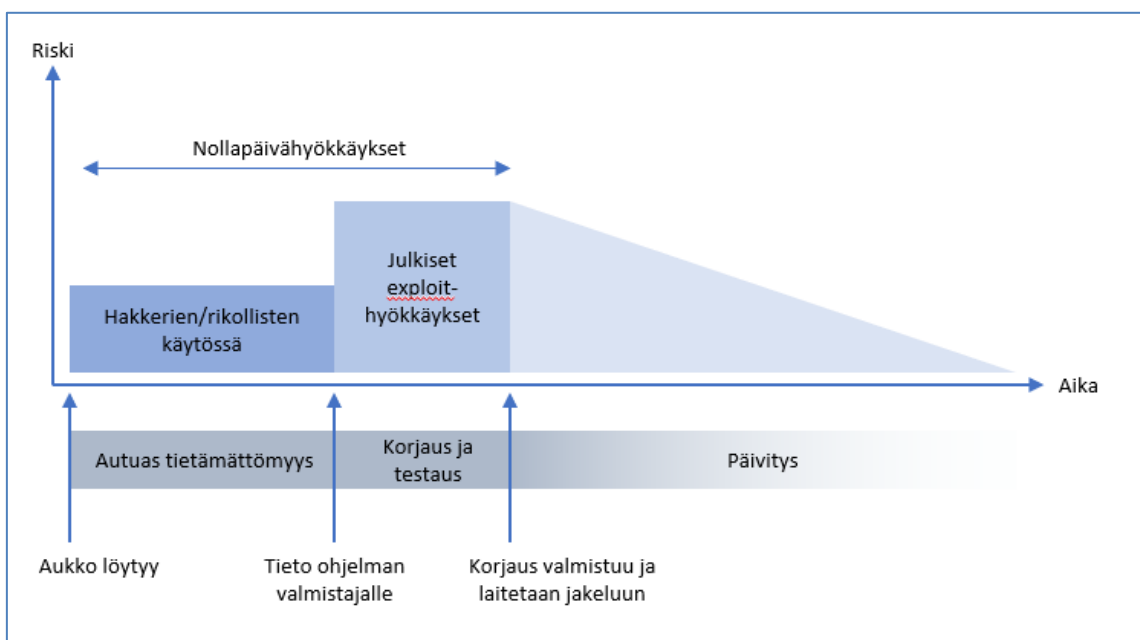 Riski
Nollapäivähyökkäykset
Julkiset
exploit-
hyökkäykset
Hakkerien/rikollisten
käytössä
Aika
Autuas tietämättömyys
Korjaus ja
testaus
Päivitys
Aukko löytyy
Tieto ohjelman
valmistajalle
Korjaus valmistuu ja
laitetaan jakeluun